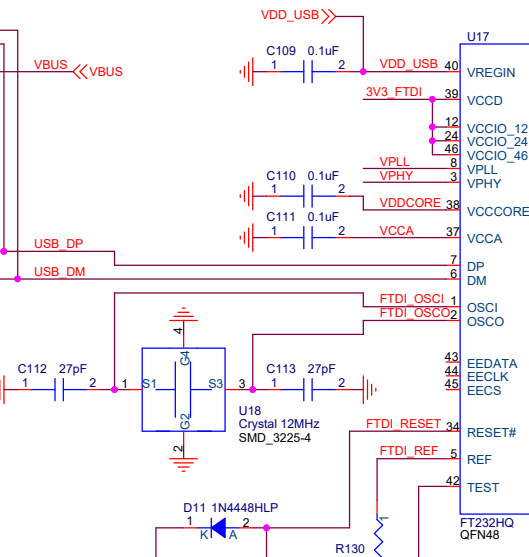 VDD_USB
U17
C109 0.1uF
1 2 VDD_USB 40 VREGIN
VBUS VBUS
3V3_FTDI 39 VCCD
12 VCCIO_12
24 VCCIO_24
46 VCCIO_46
VPLL 8 VPLL
VPHY 3 VPHY
C110 0.1uF
1 2 VDDCORE 38 VCCCORE
C111 0.1uF
1 2 VCCA 37 VCCA
USB_DP 7 DP
USB_DM 6 DM
FTDI_OSCI 1 OSCI
FTDI_OSCO 2 OSCO
4
G4
43 EEDATA
44 EECLK
45 EECS
C112 27pF
1 2 1 S1 S3 3
C113 27pF
1 2
G2
2
U18
Crystal 12MHz
SMD_3225-4
FTDI_RESET 34 RESET#
FTDI_REF 5 REF
42 TEST
D11 1N4448HLP
1 2
K A
FT232HQ
QFN48
1
R130